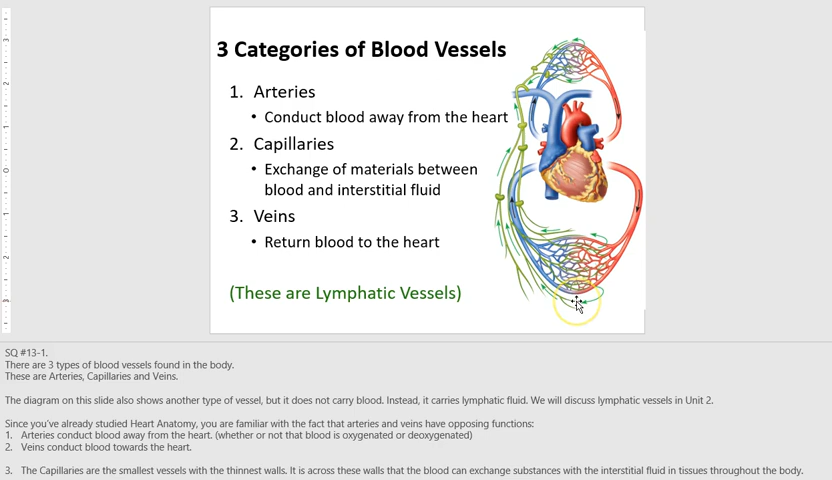 3 Categories of Blood Vessels
1. Arteries
• Conduct blood away from the heart
2. Capillaries
• Exchange of materials between
blood and interstitial fluid
3. Veins
• Return blood to the heart
(These are Lymphatic Vessels)
SQ #13-1.
There are 3 types of blood vessels found in the body.
These are Arteries, Capillaries and Veins.
The diagram on this slide also shows another type of vessel, but it does not carry blood. Instead, it carries lymphatic fluid. We will discuss lymphatic vessels in Unit 2.
Since you've already studied Heart Anatomy, you are familiar with the fact that arteries and veins have opposing functions:
1. Arteries conduct blood away from the heart. (whether or not that blood is oxygenated or deoxygenated)
2. Veins conduct blood towards the heart.
3. The Capillaries are the smallest vessels with the thinnest walls. It is across these walls that the blood can exchange substances with the interstitial fluid in tissues throughout the body.